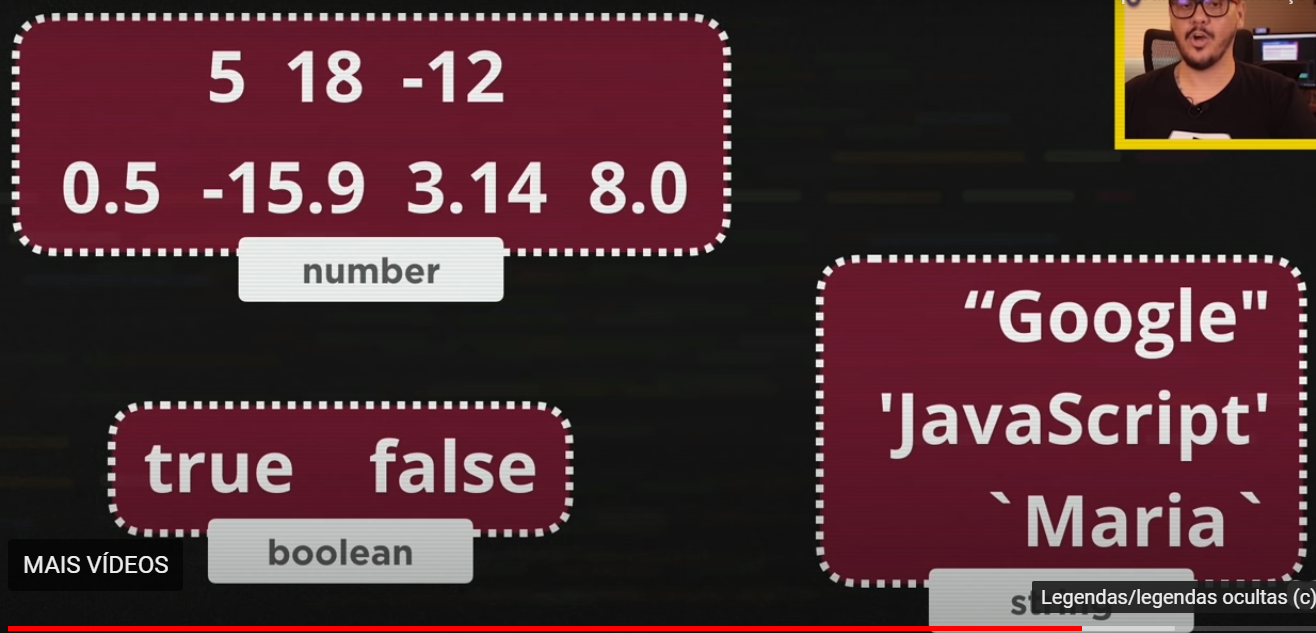 5 18 -12
0.5 -15.9 3.14 8.0
number
“Google"
'JavaScript'
`Maria`
true false
boolean
MAIS VÍDEOS
string
Legendas/legendas ocultas (c)